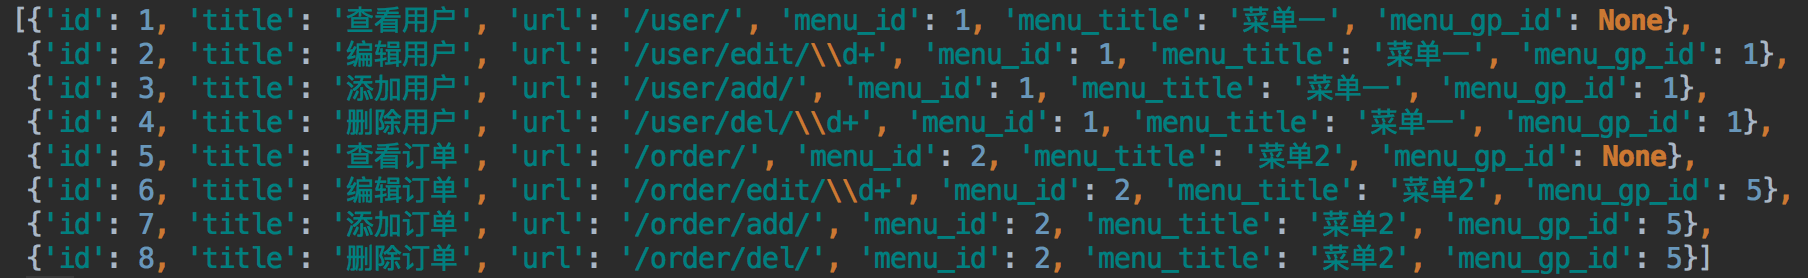 [{'id': 1, 'title': '查看用户', 'url': '/user/', 'menu_id': 1, 'menu_title': '菜单一', 'menu_gp_id': None},
{'id': 2, 'title': '编辑用户', 'url': '/user/edit/\\d+', 'menu_id': 1, 'menu_title': '菜单一', 'menu_gp_id': 1},
{'id': 3, 'title': '添加用户', 'url': '/user/add/', 'menu_id': 1, 'menu_title': '菜单一', 'menu_gp_id': 1},
{'id': 4, 'title': '删除用户', 'url': '/user/del/\\d+', 'menu_id': 1, 'menu_title': '菜单一', 'menu_gp_id': 1},
{'id': 5, 'title': '查看订单', 'url': '/order/', 'menu_id': 2, 'menu_title': '菜单2', 'menu_gp_id': None},
{'id': 6, 'title': '编辑订单', 'url': '/order/edit/\\d+', 'menu_id': 2, 'menu_title': '菜单2', 'menu_gp_id': 5},
{'id': 7, 'title': '添加订单', 'url': '/order/add/', 'menu_id': 2, 'menu_title': '菜单2', 'menu_gp_id': 5},
{'id': 8, 'title': '删除订单', 'url': '/order/del/', 'menu_id': 2, 'menu_title': '菜单2', 'menu_gp_id': 5}]